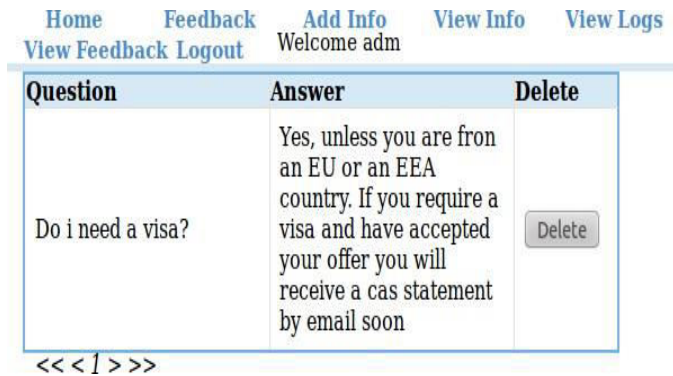 Home Feedback Add Info View Info View Logs
View Feedback Logout Welcome adm
Question Answer Delete
Yes, unless you are fron
an EU or an EEA
country. If you require a
Do i need a visa? visa and have accepted Delete
your offer you will
receive a cas statement
by email soon
<< < 1 > >>